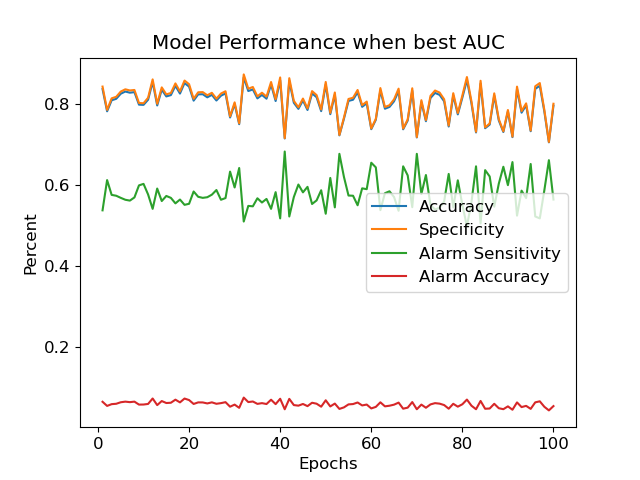 Model Performance when best AUC
0.8
0.6
0.4
0.2
Percent
Accuracy
Specificity
Alarm Sensitivity
Alarm Accuracy
0 20 40 60 80 100
Epochs